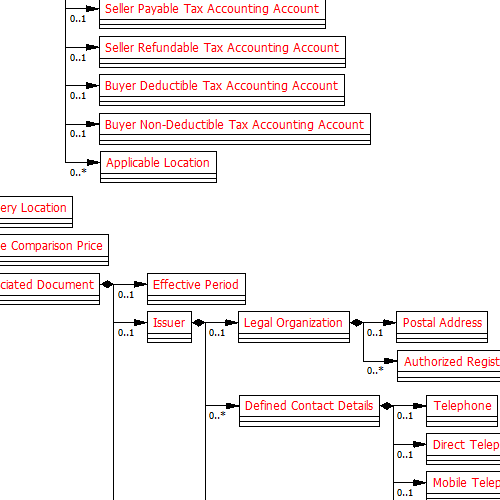 Seller Payable Tax Accounting Account
0..1
Seller Refundable Tax Accounting Account
0..1
Buyer Deductible Tax Accounting Account
0..1
Buyer Non-Deductible Tax Accounting Account
0..1
Applicable Location
0..*
ery Location
e Comparison Price
ciated Document
0..1
Effective Period
0..1
Issuer
0..1
Legal Organization
0..1
Postal Address
0..*
Authorized Regist
0..*
Defined Contact Details
0..1
Telephone
0..1
Direct Telep
0..1
Mobile Telep